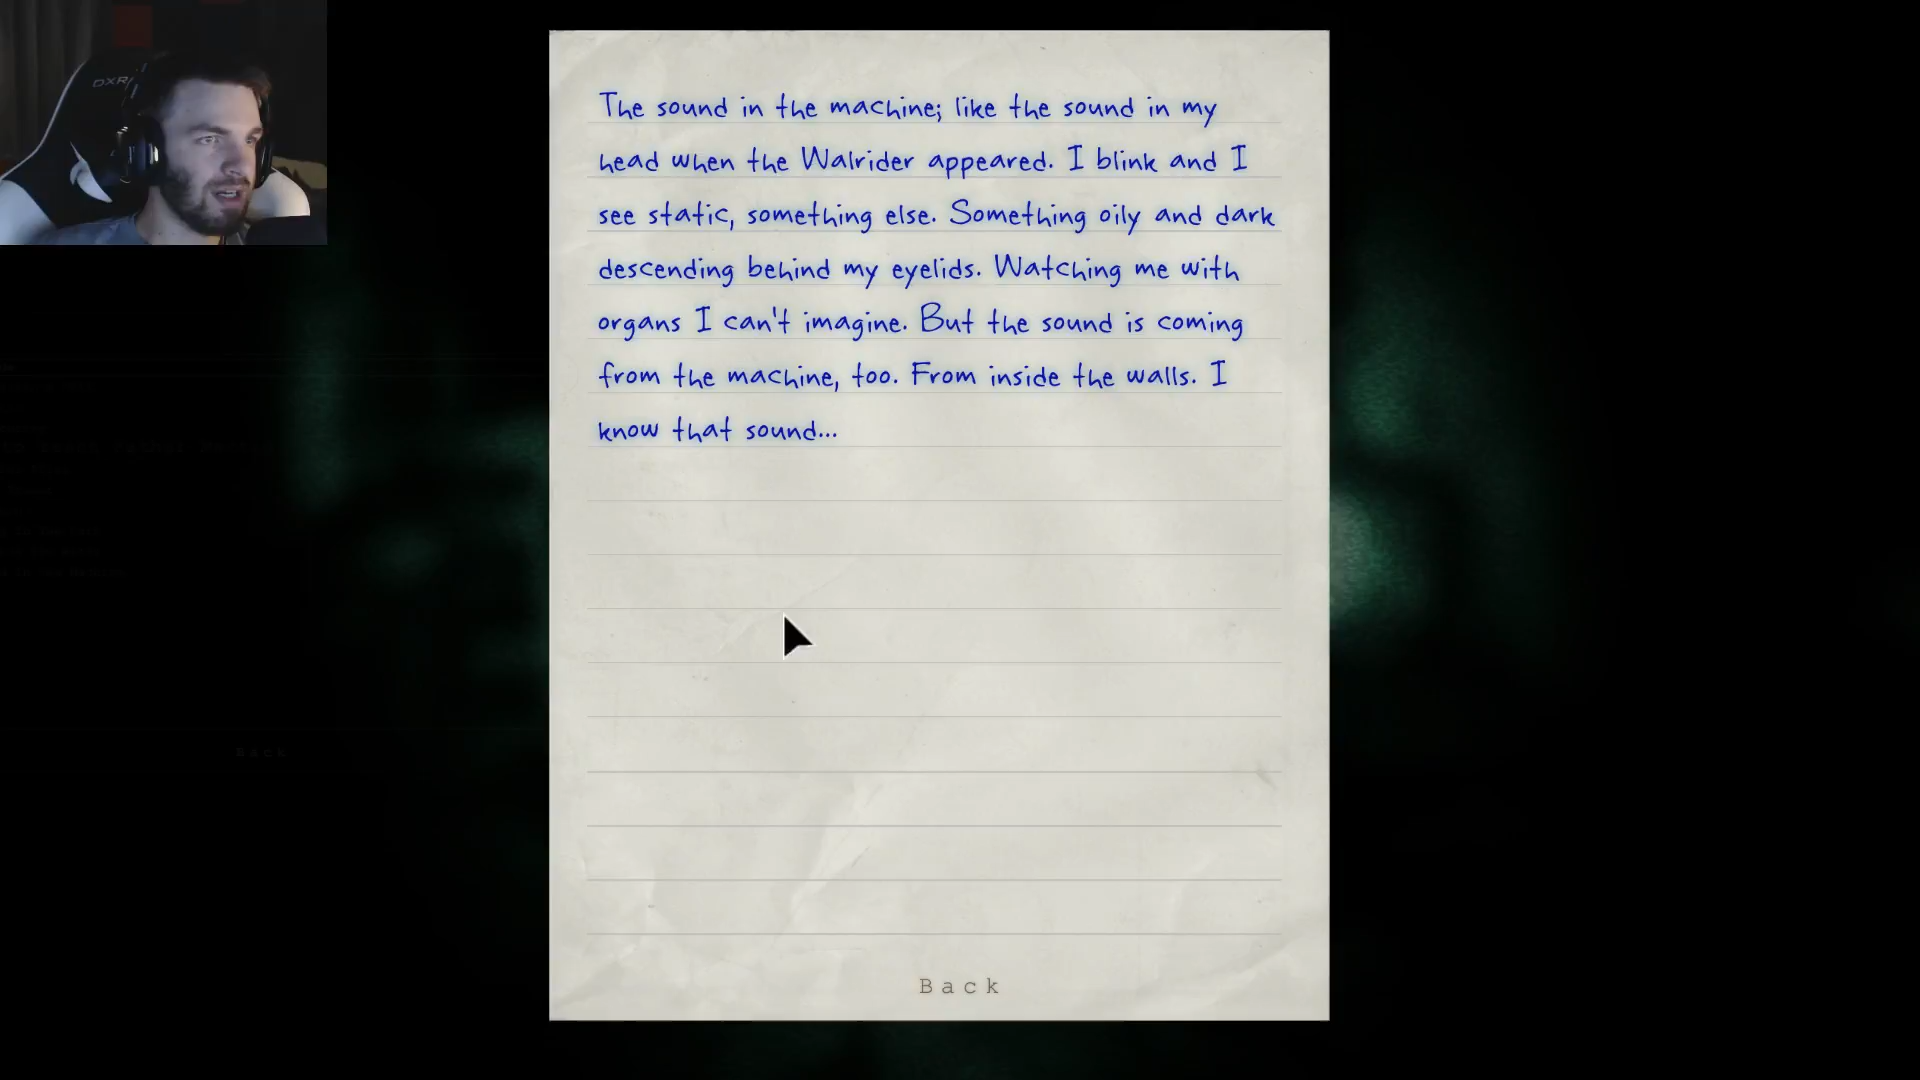 DXR
The sound in the machine; like the sound in my
head when the Walrider appeared. I blink and I
see static, something else. Something oily and dark
descending behind my eyelids. Watching me with
organs I can't imagine. But the sound is coming
from the machine, too. From inside the walls. I
know that sound...
Back
Back